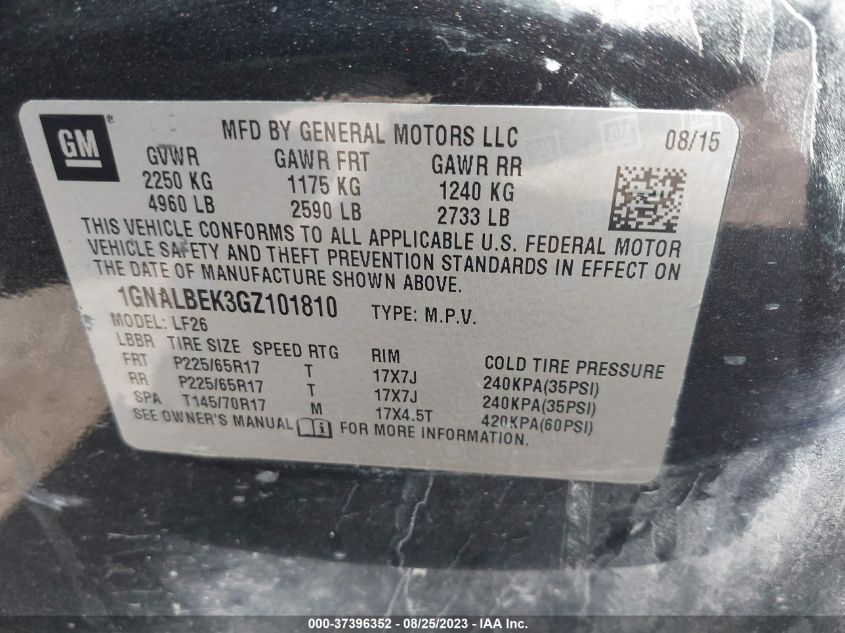 GM ®
MFD BY GENERAL MOTORS LLC 08/15
GVWR GAWR FRT GAWR RR
2250 KG 1175 KG 1240 KG
4960 LB 2590 LB 2733 LB
THIS VEHICLE CONFORMS TO ALL APPLICABLE U.S. FEDERAL MOTOR
VEHICLE SAFETY AND THEFT PREVENTION STANDARDS IN EFFECT ON
THE DATE OF MANUFACTURE SHOWN ABOVE.
1GNALBEK3GZ101810 TYPE: M.P.V.
MODEL: LF26
LBBR TIRE SIZE SPEED RTG RIM COLD TIRE PRESSURE
FRT P225/65R17 T 17X7J 240KPA(35PSI)
RR P225/65R17 T 17X7J 240KPA(35PSI)
SPA T145/70R17 M 17X4.5T 420KPA(60PSI)
SEE OWNER'S MANUAL FOR MORE INFORMATION.
000-37396352 - 08/25/2023 - IAA Inc.